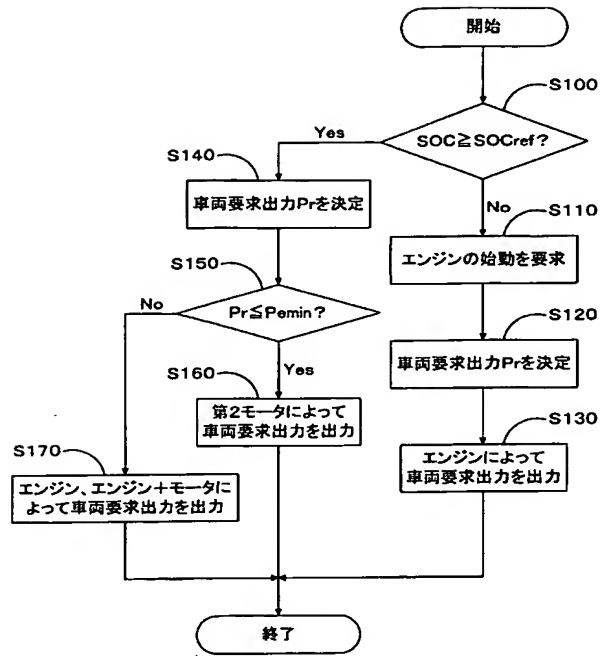 開始
S100
SOC≧SOCref?
Yes
No
S140
車両要求出力Prを決定
S110
エンジンの始動を要求
S150
Pr≦Pemin?
No
Yes
S120
車両要求出力Prを決定
S160
第2モータによって
車両要求出力を出力
S130
エンジンによって
車両要求出力を出力
S170
エンジン、エンジン+モータに
よって車両要求出力を出力
終了